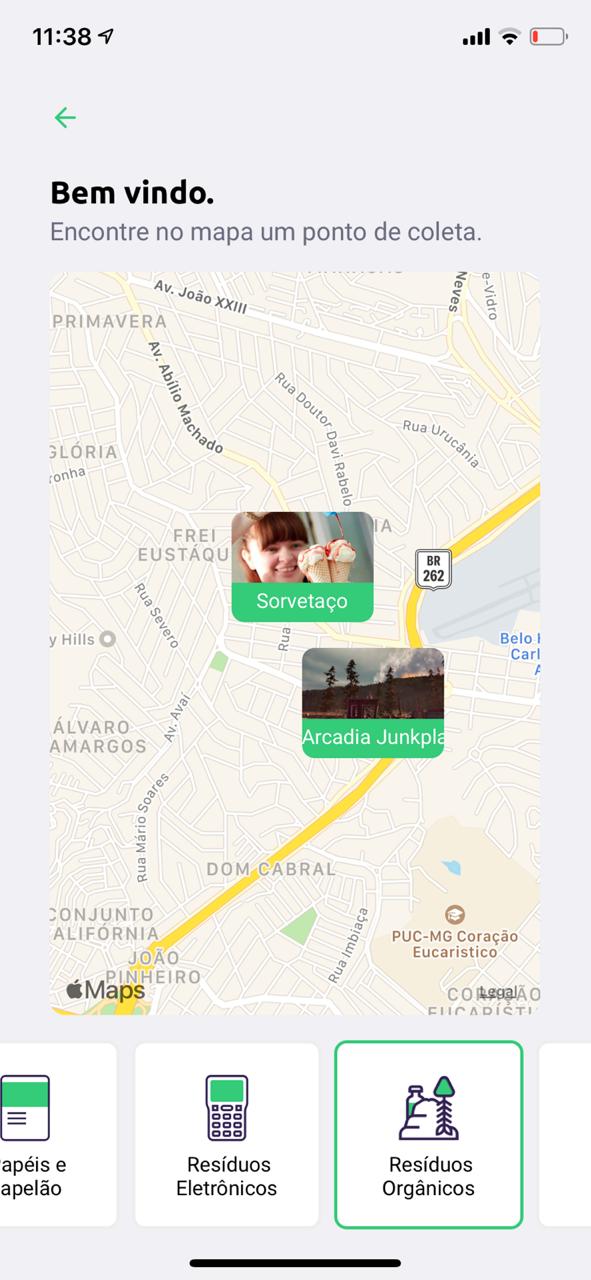 11:38
Bem vindo.
Encontre no mapa um ponto de coleta.
Av. João XXIII
Neves
e-Vidro
PRIMAVERA
Av. Abílio Machado
Rua Doutor Davi Rabelo
Rua Urucânia
GLÓRIA
ronha
IA
FREI
EUSTÁQU
BR
262
Sorvetaço
Rua Severo
Rua
y Hills
Belo H
Carl
A
Arcadia Junkpla
Av. Avaí
ÁLVARO
AMARGOS
Rua Mário Soares
DOM CABRAL
CONJUNTO
ALIFÓRNIA
Rua Imbiaça
PUC-MG Coração
Eucaristico
JOÃO
PINHEIRO
Maps
Legal
CORAÇÃO
EUCARÍSTI
apéis e
apelão
Resíduos
Eletrônicos
Resíduos
Orgânicos